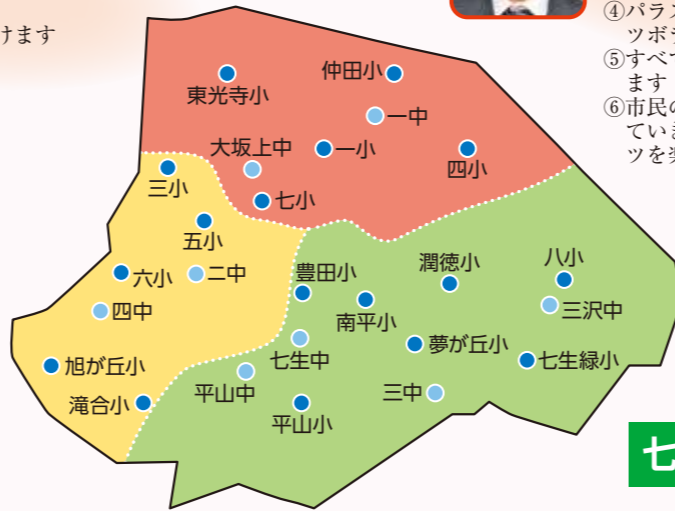 けます
④パラス
ツボラ
⑤すべて
ます
⑥市民の
ていき
ツを楽
仲田小
東光寺小
一中
大坂上中
一小
四小
三小
七小
五小
六小
二中
四中
旭が丘小
滝合小
豊田小
潤徳小
八小
南平小
三沢中
夢が丘小
七生中
七生緑小
平山中
三中
平山小
七